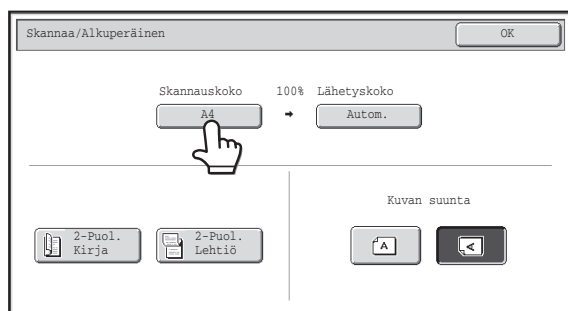 Skannaa/Alkuperäinen
OK
Skannauskoko 100% Lähetyskoko
A4
Autom.
2-Puol.
Kirja
2-Puol.
Lehtiö
Kuvan suunta
A
A